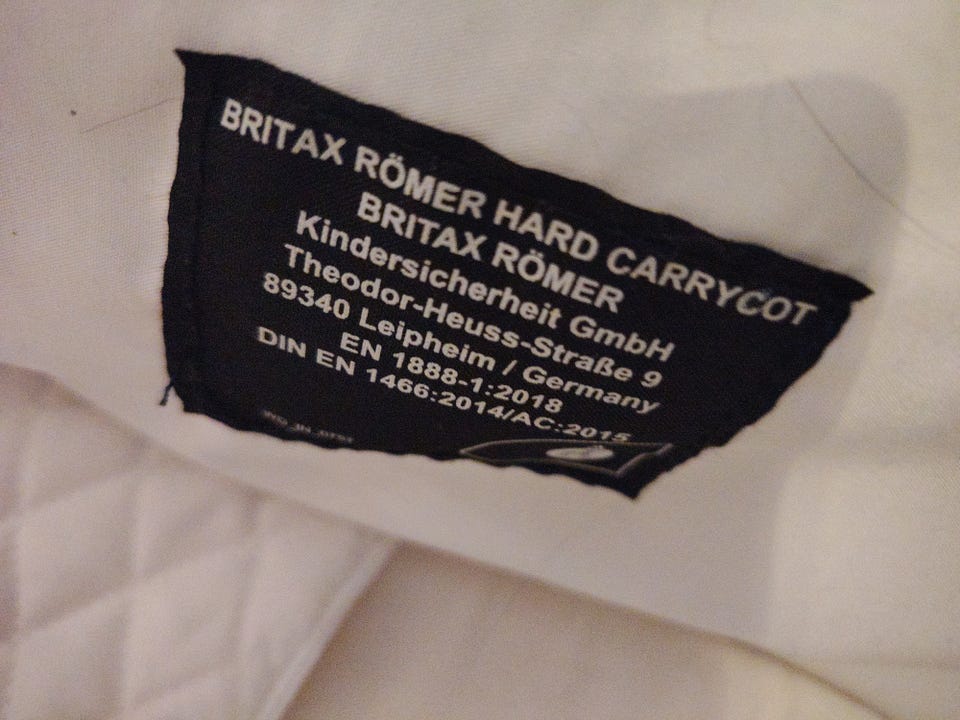 BRITAX RÖMER HARD CARRYCOT
BRITAX RÖMER
Kindersicherheit GmbH
Theodor-Heuss-Straße 9
89340 Leipheim / Germany
EN 1888-1:2018
DIN EN 1466:2014/AC:2015